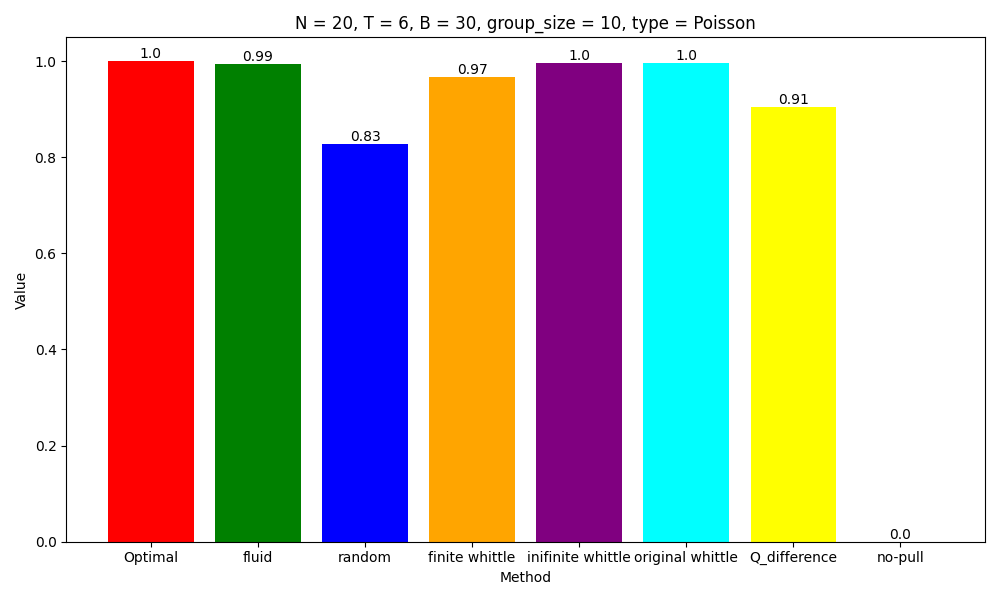 N = 20, T = 6, B = 30, group_size = 10, type = Poisson
Value
1.0
0.8
0.6
0.4
0.2
0.0
1.0
0.99
0.83
0.97
1.0
1.0
0.91
0.0
Optimal
fluid
random
finite whittle
inifinite whittle
original whittle
Q_difference
no-pull
Method